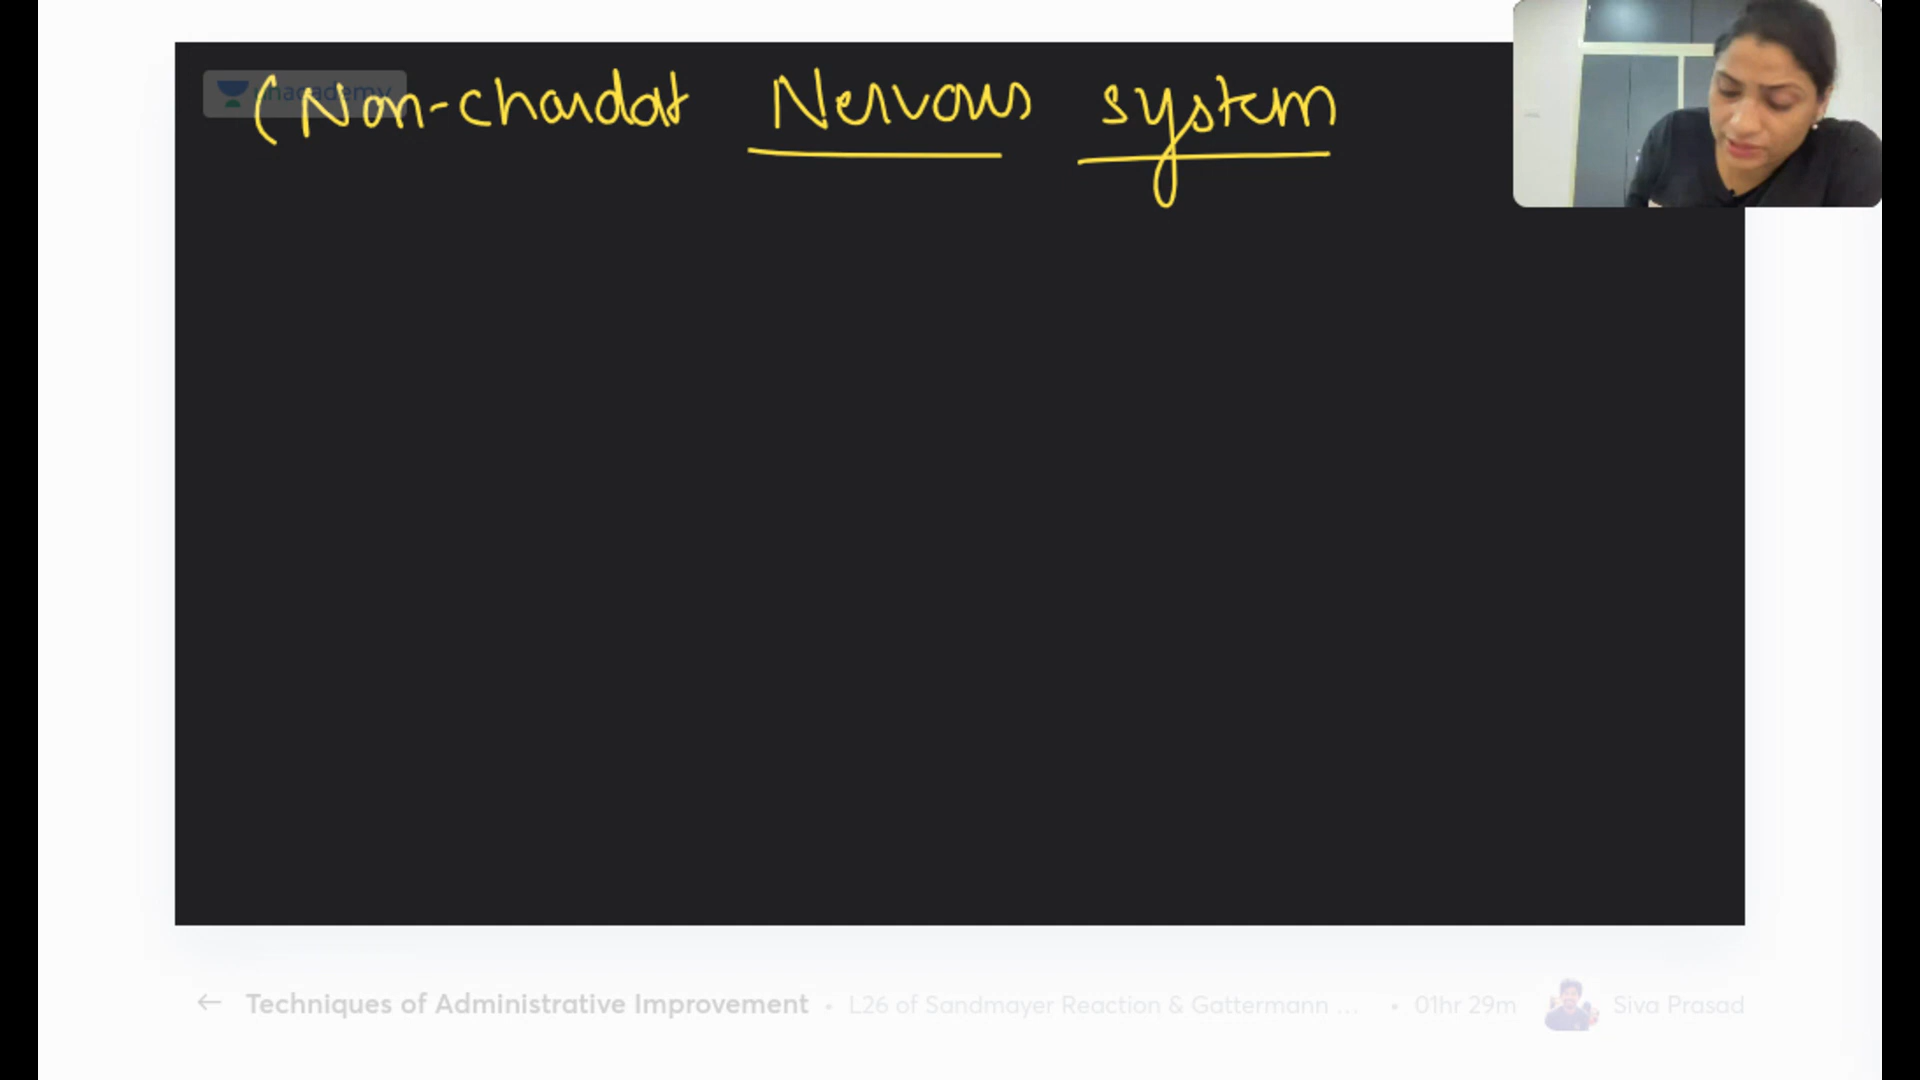 (Non-chordat Nervous system
Techniques of Administrative Improvement • L26 of Sandmayer Reaction & Gattermann ... • 01hr 29m Siva Prasad